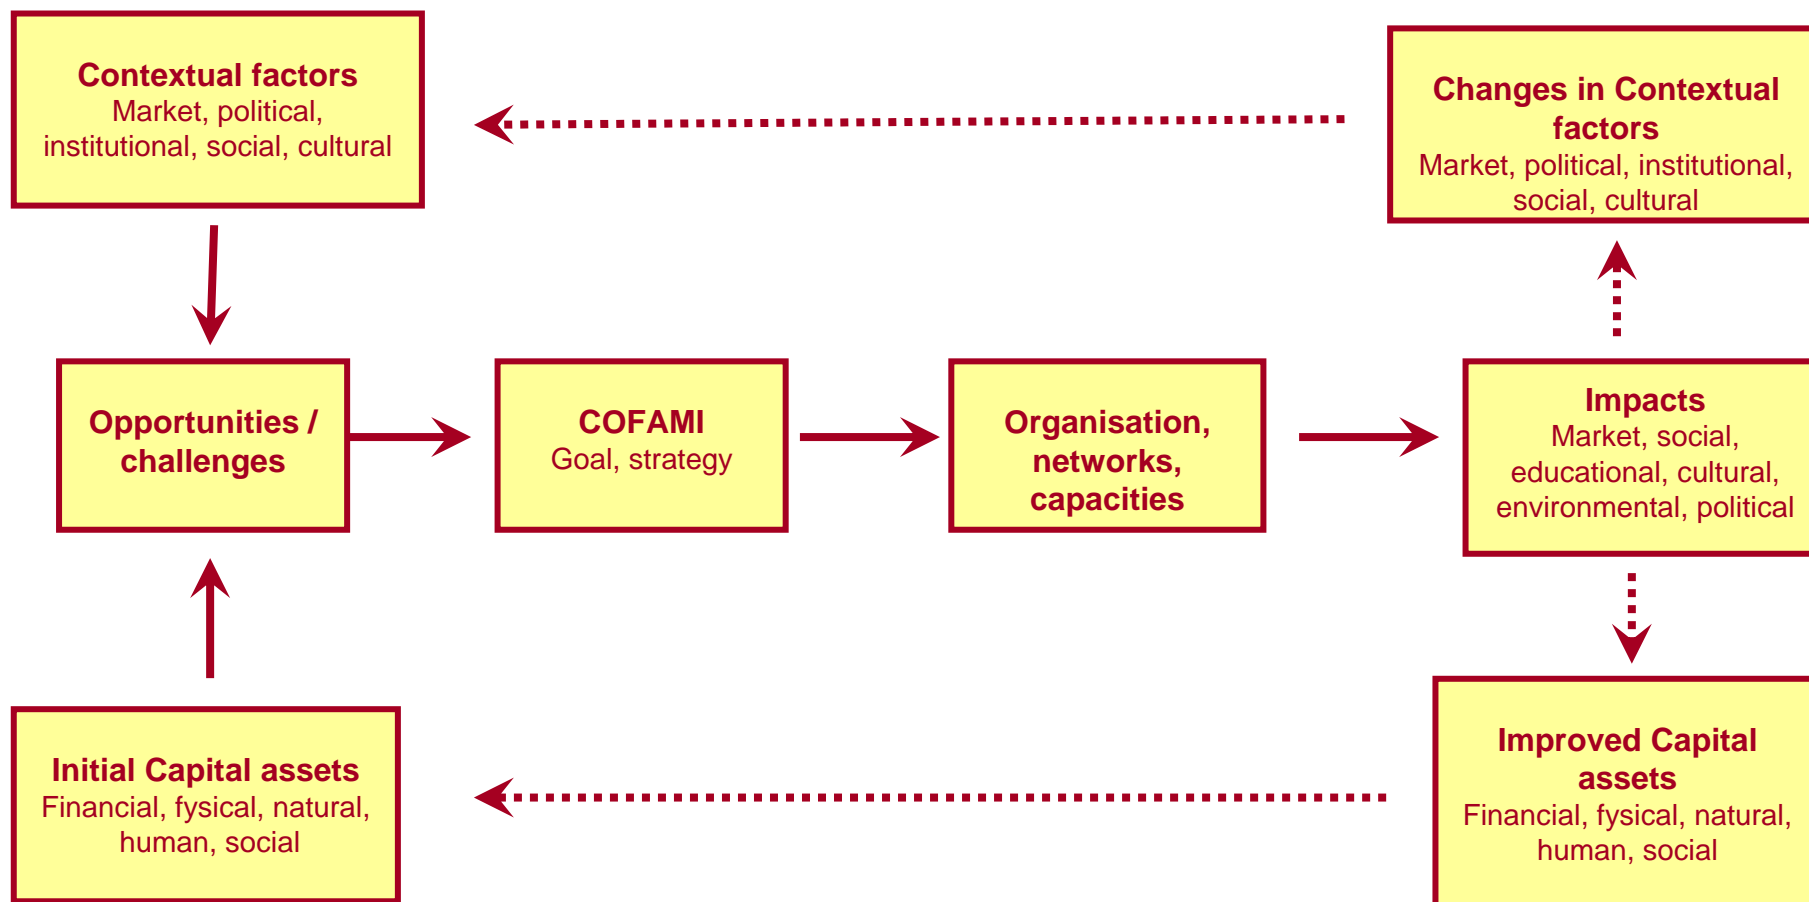 Contextual factors
Market, political,
institutional, social, cultural
Changes in Contextual
factors
Market, political, institutional,
social, cultural
Opportunities /
challenges
COFAMI
Goal, strategy
Organisation,
networks,
capacities
Impacts
Market, social,
educational, cultural,
environmental, political
Initial Capital assets
Financial, fysical, natural,
human, social
Improved Capital
assets
Financial, fysical, natural,
human, social